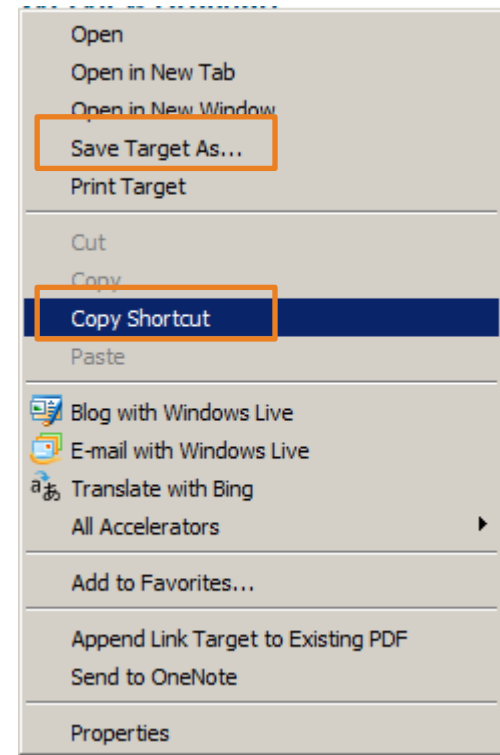 Open
Open in New Tab
Open in New Window
Save Target As...
Print Target
Cut
Copy
Copy Shortcut
Paste
Blog with Windows Live
E-mail with Windows Live
aあ Translate with Bing
All Accelerators
Add to Favorites...
Append Link Target to Existing PDF
Send to OneNote
Properties